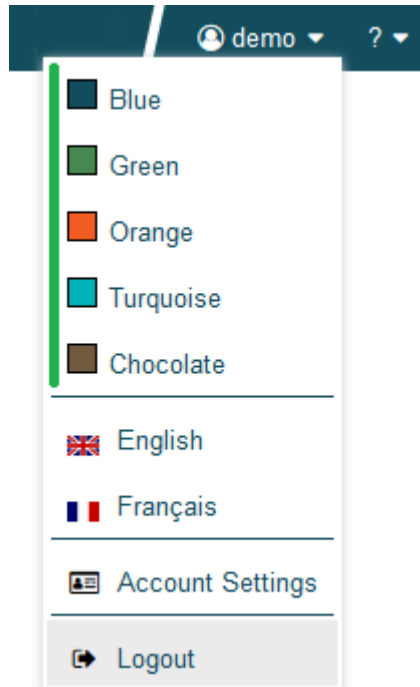 demo
?
Blue
Green
Orange
Turquoise
Chocolate
English
Français
Account Settings
Logout